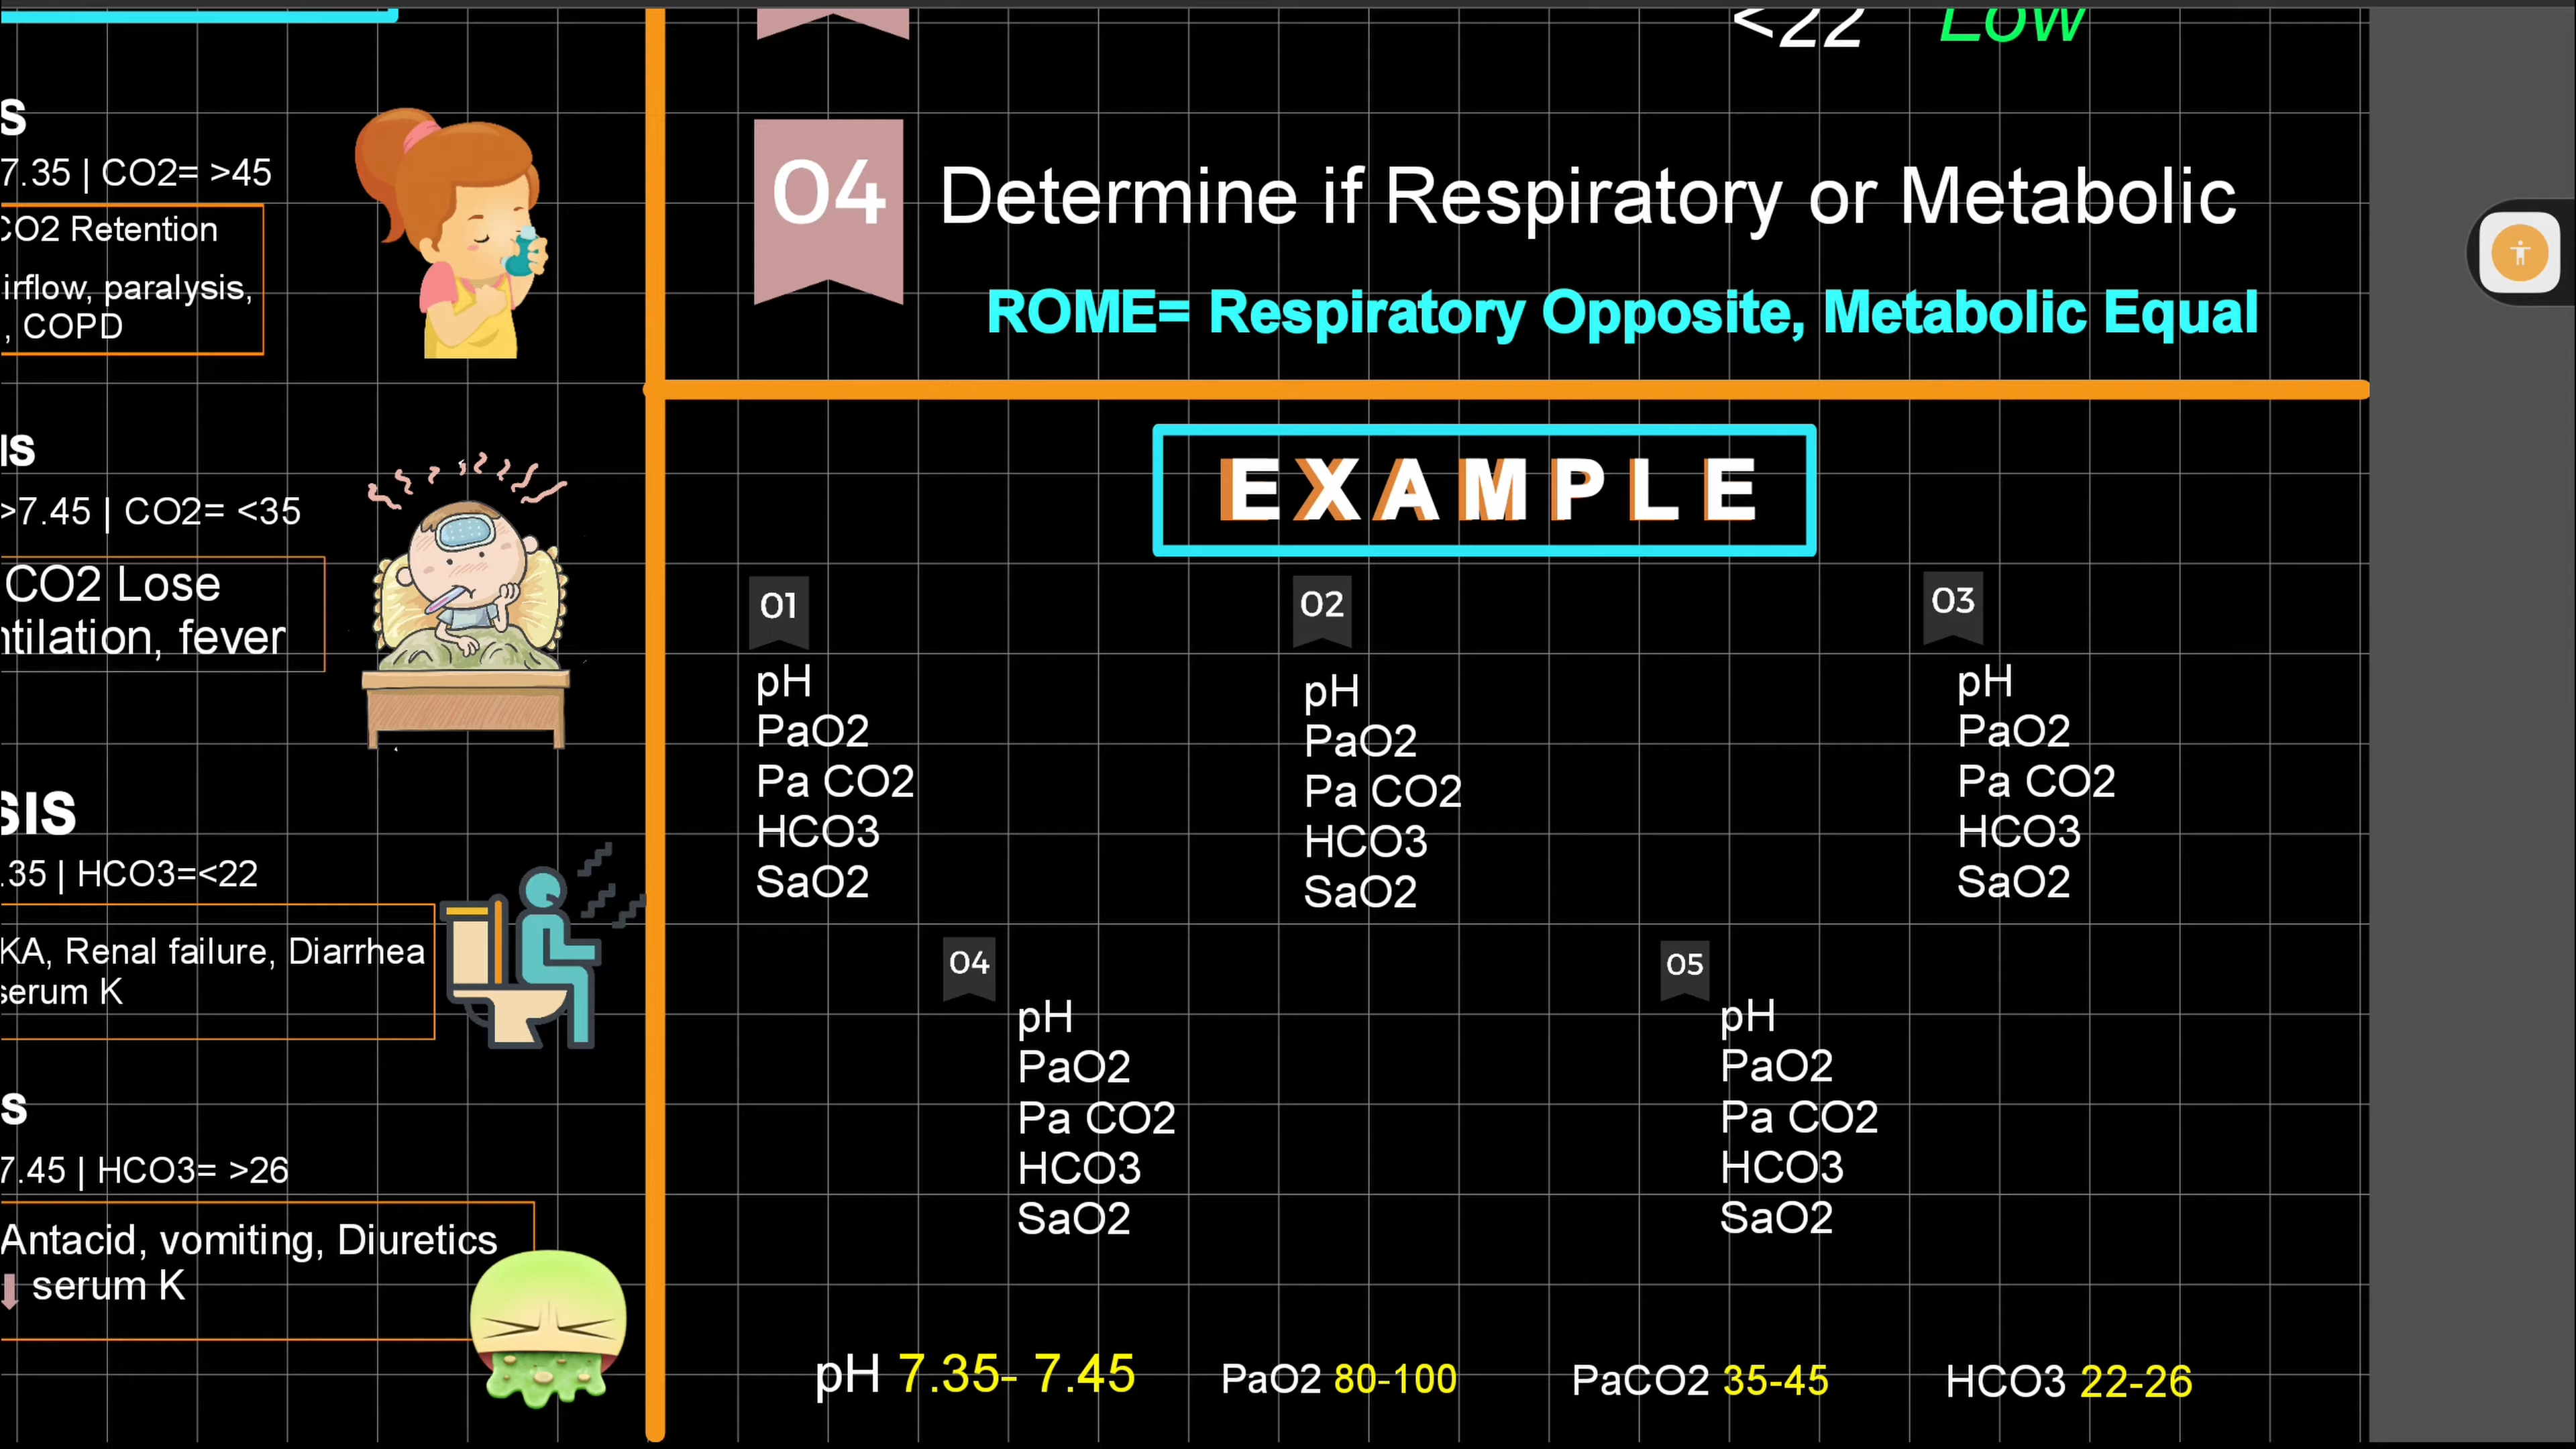 <22 Low
7.35 | CO2= >45
CO2 Retention
irflow, paralysis,
, COPD
>7.45 | CO2= <35
CO2 Lose
ntilation, fever
SIS
.35 | HCO3=<22
KA, Renal failure, Diarrhea
serum K
7.45 | HCO3= >26
Antacid, vomiting, Diuretics
serum K
04 Determine if Respiratory or Metabolic
ROME= Respiratory Opposite, Metabolic Equal
EXAMPLE
01
pH
PaO2
Pa CO2
HCO3
SaO2
02
pH
PaO2
Pa CO2
HCO3
SaO2
03
pH
PaO2
Pa CO2
HCO3
SaO2
04
pH
PaO2
Pa CO2
HCO3
SaO2
05
pH
PaO2
Pa CO2
HCO3
SaO2
pH 7.35- 7.45 PaO2 80-100 PaCO2 35-45 HCO3 22-26